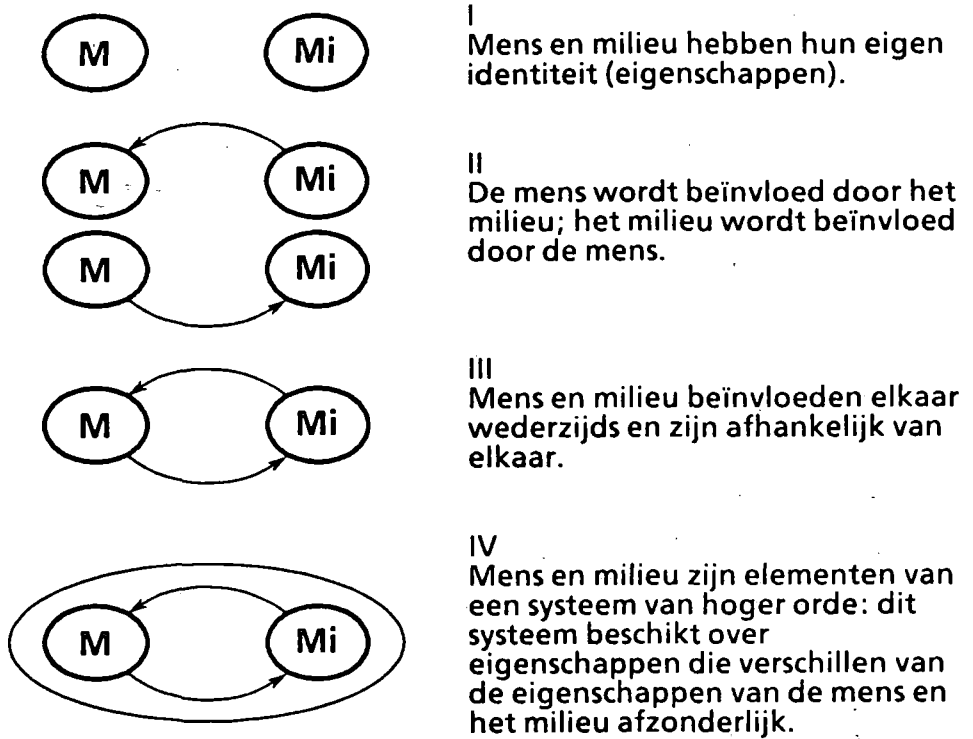 M Mi
I
Mens en milieu hebben hun eigen
identiteit (eigenschappen).
M Mi
M Mi
II
De mens wordt beïnvloed door het
milieu; het milieu wordt beïnvloed
door de mens.
M Mi
III
Mens en milieu beïnvloeden elkaar
wederzijds en zijn afhankelijk van
elkaar.
M Mi
IV
Mens en milieu zijn elementen van
een systeem van hoger orde: dit
systeem beschikt over
eigenschappen die verschillen van
de eigenschappen van de mens en
het milieu afzonderlijk.